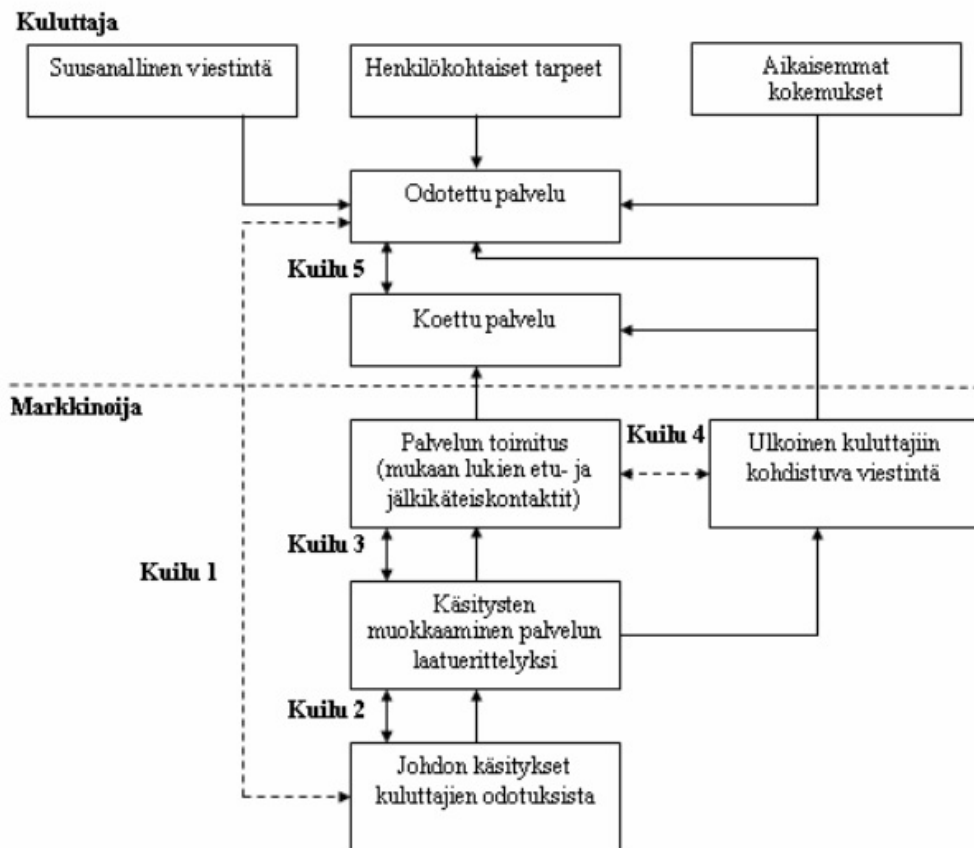 Kuluttaja
Suusanallinen viestintä
Henkilökohtaiset tarpeet
Aikaisemmat
kokemukset
Odotettu palvelu
Kuilu 5
Koettu palvelu
Markkinoija
Palvelun toimitus
(mukaan lukien etu- ja
jälkikäteiskontaktit)
Kuilu 4
Ulkoinen kuluttajiin
kohdistuva viestintä
Kuilu 3
Kuilu 1
Käsitysten
muokkaaminen palvelun
laatuerittelyksi
Kuilu 2
Johdon käsitykset
kuluttajien odotuksista